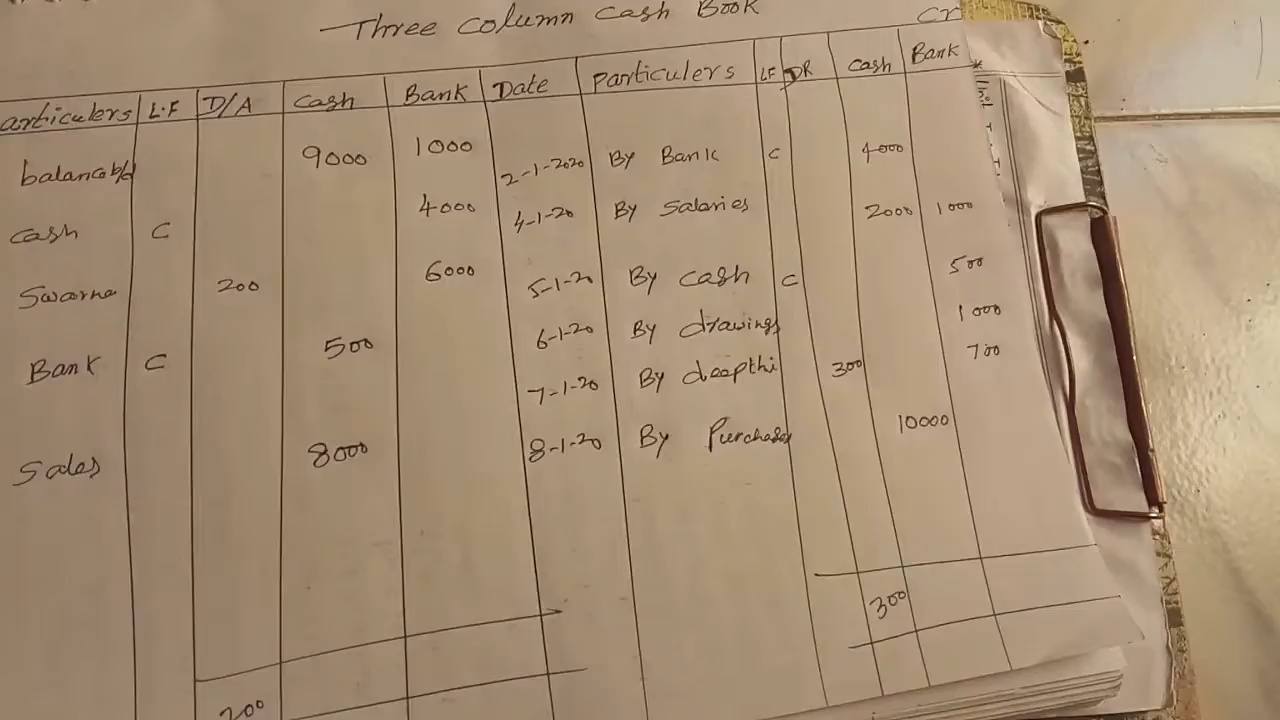 Three Column Cash Book
Cr
articulers L.F D/A Cash Bank Date Particulers LF DR Cash Bank
balance b/d 9000 1000 2-1-2020 By Bank C 4000
Cash C 4000 4-1-20 By Salaries 2000 1000
Swarna 200 6000 5-1-20 By Cash C 500
Bank C 500 6-1-20 By drawings 1000
7-1-20 By deepthi 300 700
Sales 8000 8-1-20 By Purchases 10000
300
200